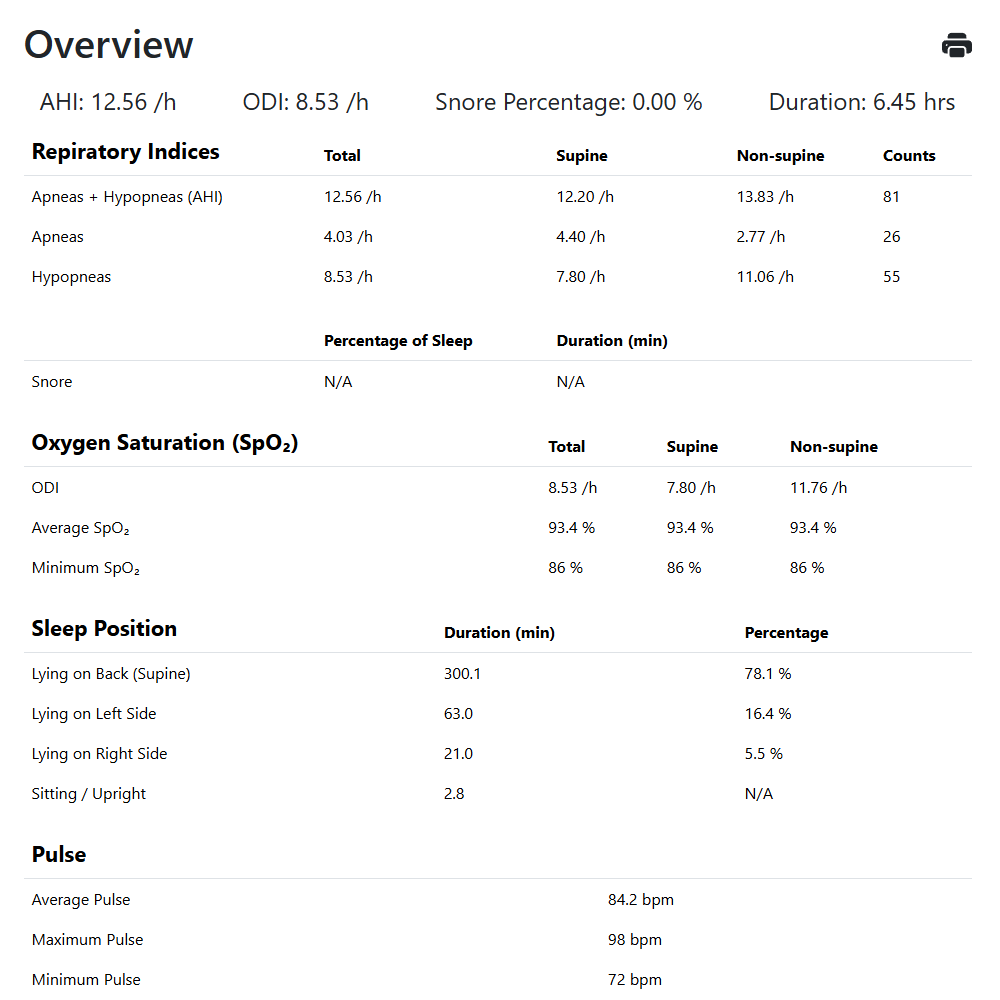 Overview
AHI: 12.56 /h ODI: 8.53 /h Snore Percentage: 0.00 % Duration: 6.45 hrs
Repiratory Indices Total Supine Non-supine Counts
Apneas + Hypopneas (AHI) 12.56 /h 12.20 /h 13.83 /h 81
Apneas 4.03 /h 4.40 /h 2.77 /h 26
Hypopneas 8.53 /h 7.80 /h 11.06 /h 55
Percentage of Sleep Duration (min)
Snore N/A N/A
Oxygen Saturation (SpO₂) Total Supine Non-supine
ODI 8.53 /h 7.80 /h 11.76 /h
Average SpO₂ 93.4 % 93.4 % 93.4 %
Minimum SpO₂ 86 % 86 % 86 %
Sleep Position Duration (min) Percentage
Lying on Back (Supine) 300.1 78.1 %
Lying on Left Side 63.0 16.4 %
Lying on Right Side 21.0 5.5 %
Sitting / Upright 2.8 N/A
Pulse
Average Pulse 84.2 bpm
Maximum Pulse 98 bpm
Minimum Pulse 72 bpm